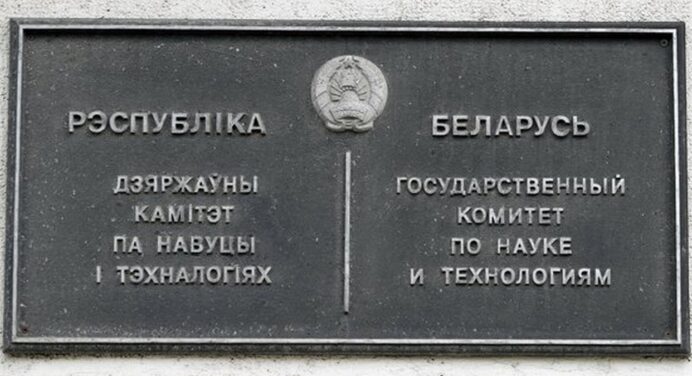 РЭСПУБЛІКА БЕЛАРУСЬ
ДЗЯРЖАЎНЫ
КАМІТЭТ
ПА НАВУЦЫ
І ТЭХНАЛОГІЯХ
ГОСУДАРСТВЕННЫЙ
КОМИТЕТ
ПО НАУКЕ
И ТЕХНОЛОГИЯМ